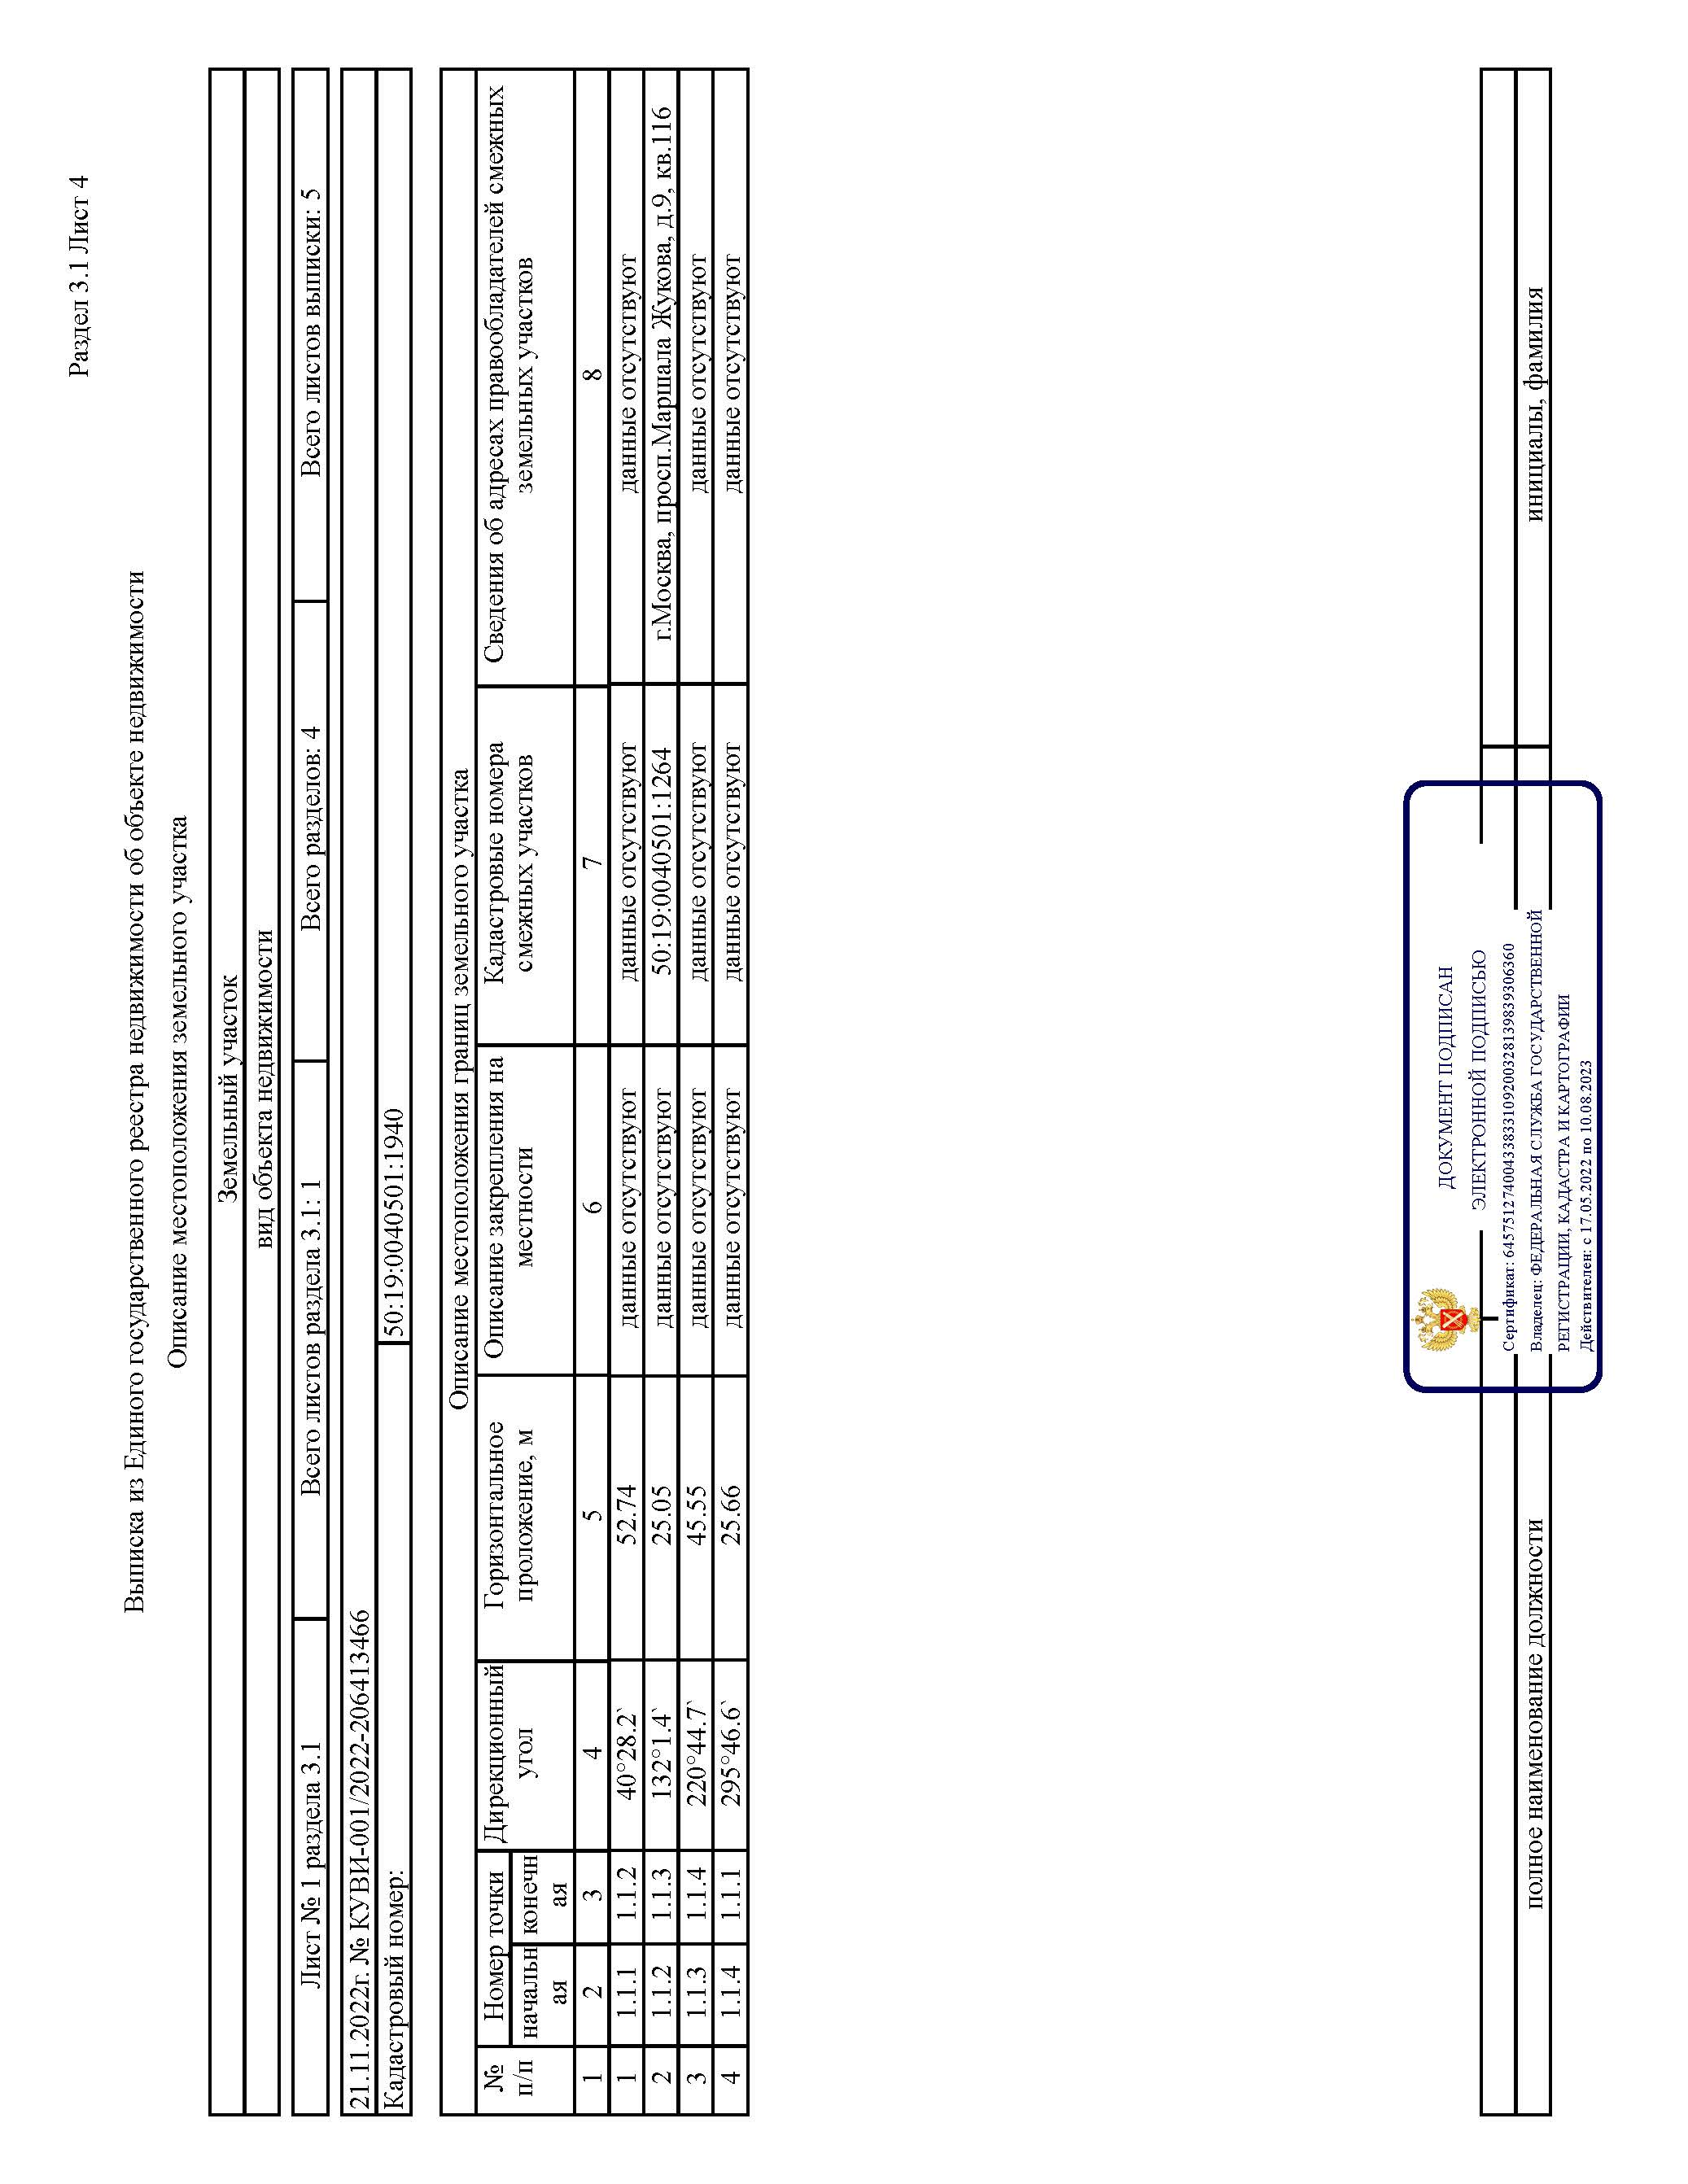 Раздел 3.1 Лист 4
Выписка из Единого государственного реестра недвижимости об объекте недвижимости
Описание местоположения земельного участка
Земельный участок
вид объекта недвижимости
Лист № 1 раздела 3.1 Всего листов раздела 3.1: 1 Всего разделов: 4 Всего листов выписки: 5
21.11.2022г. № КУВИ-001/2022-206413466
Кадастровый номер: 50:19:0040501:1940
Описание местоположения границ земельного участка
№ Номер точки Дирекционный Горизонтальное Описание закрепления на Кадастровые номера Сведения об адресах правообладателей смежных
п/п начальн конечн угол проложение, м местности смежных участков земельных участков
ая ая
1 2 3 4 5 6 7 8
1 1.1.1 1.1.2 40°28.2` 52.74 данные отсутствуют данные отсутствуют данные отсутствуют
2 1.1.2 1.1.3 132°1.4` 25.05 данные отсутствуют 50:19:0040501:1264 г.Москва, просп.Маршала Жукова, д.9, кв.116
3 1.1.3 1.1.4 220°44.7` 45.55 данные отсутствуют данные отсутствуют данные отсутствуют
4 1.1.4 1.1.1 295°46.6` 25.66 данные отсутствуют данные отсутствуют данные отсутствуют
ДОКУМЕНТ ПОДПИСАН
ЭЛЕКТРОННОЙ ПОДПИСЬЮ
Сертификат: 64575127400433833109200328139839306360
Владелец: ФЕДЕРАЛЬНАЯ СЛУЖБА ГОСУДАРСТВЕННОЙ
РЕГИСТРАЦИИ, КАДАСТРА И КАРТОГРАФИИ
Действителен: с 17.05.2022 по 10.08.2023
полное наименование должности инициалы, фамилия